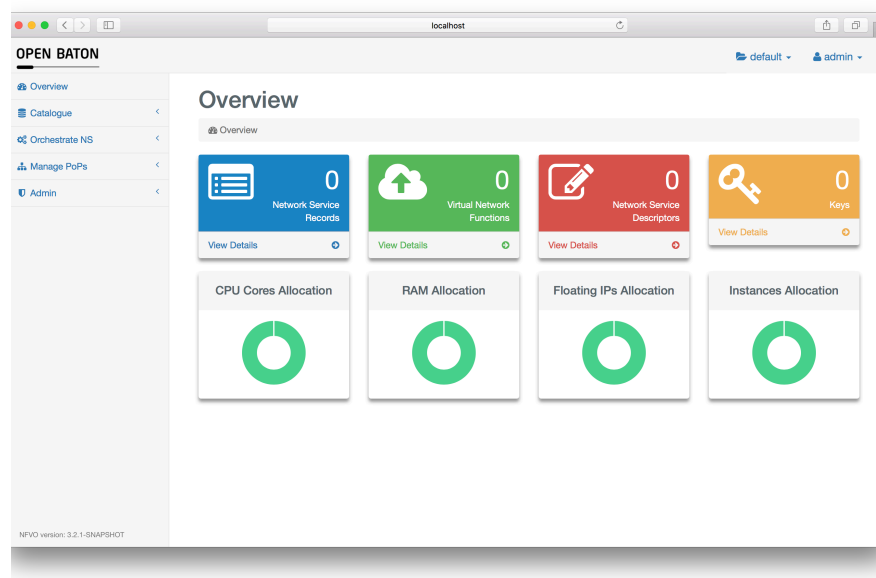 localhost
OPEN BATON
default
admin
Overview
Catalogue
Orchestrate NS
Manage PoPs
Admin
Overview
Overview
0
Network Service
Records
View Details
0
Virtual Network
Functions
View Details
0
Network Service
Descriptors
View Details
0
Keys
View Details
CPU Cores Allocation
RAM Allocation
Floating IPs Allocation
Instances Allocation
NFVO version: 3.2.1-SNAPSHOT